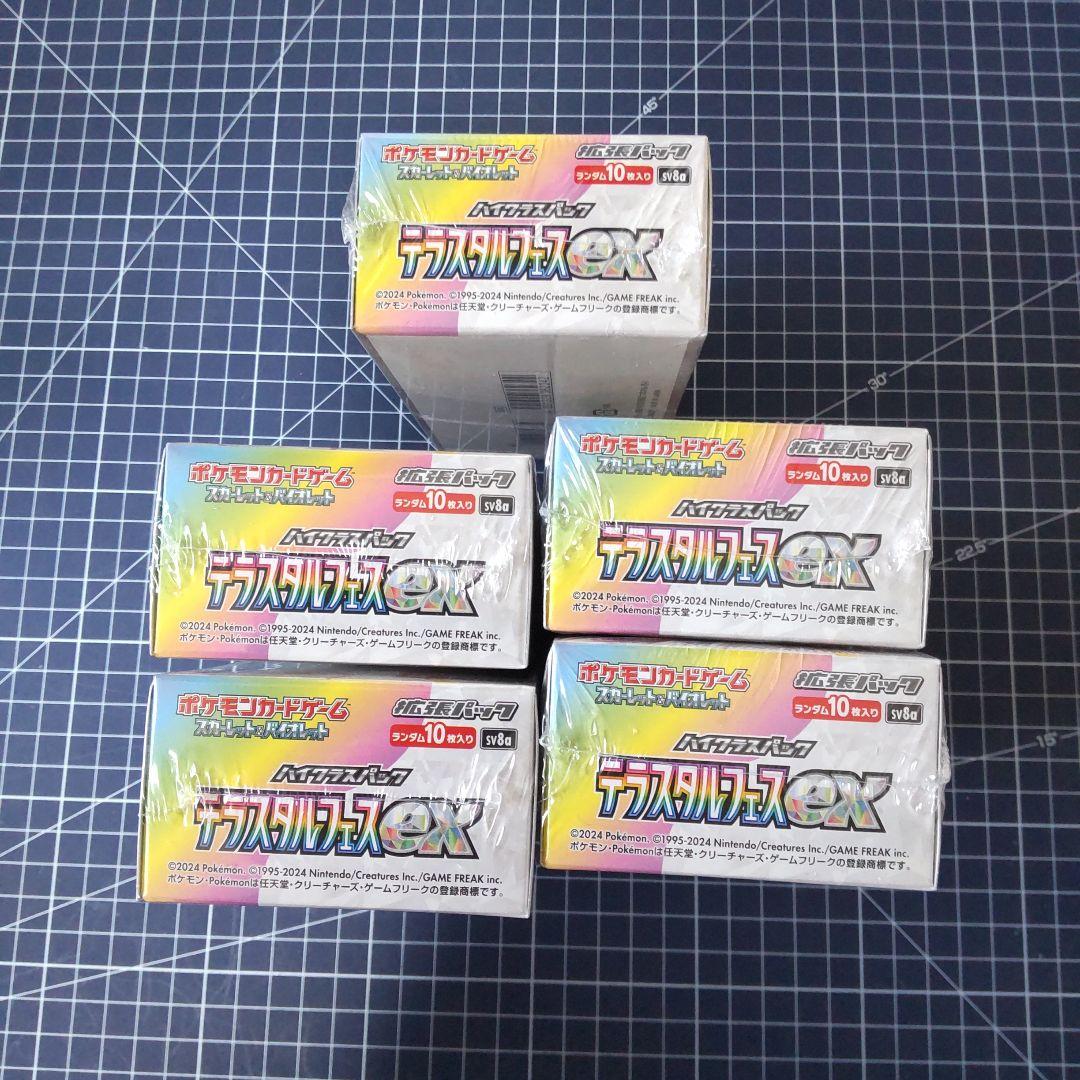 45°
ポケモンカードゲーム
スカーレット&バイオレット
拡張パック
ランダム10枚入り sv8a
ハイクラスパック
テラスタルフェスex
©2024 Pokémon. ©1995-2024 Nintendo/Creatures Inc./GAME FREAK inc.
ポケモン・Pokémonは任天堂・クリーチャーズ・ゲームフリークの登録商標です。
30°
ポケモンカードゲーム
スカーレット&バイオレット
拡張パック
ランダム10枚入り sv8a
ハイクラスパック
テラスタルフェスex
©2024 Pokémon. ©1995-2024 Nintendo/Creatures Inc./GAME FREAK inc.
ポケモン・Pokémonは任天堂・クリーチャーズ・ゲームフリークの登録商標です。
ポケモンカードゲーム
スカーレット&バイオレット
拡張パック
ランダム10枚入り sv8a
ハイクラスパック
テラスタルフェスex
©2024 Pokémon. ©1995-2024 Nintendo/Creatures Inc./GAME FREAK inc.
ポケモン・Pokémonは任天堂・クリーチャーズ・ゲームフリークの登録商標です。
22.5°
ポケモンカードゲーム
スカーレット&バイオレット
拡張パック
ランダム10枚入り sv8a
ハイクラスパック
テラスタルフェスex
©2024 Pokémon. ©1995-2024 Nintendo/Creatures Inc./GAME FREAK inc.
ポケモン・Pokémonは任天堂・クリーチャーズ・ゲームフリークの登録商標です。
ポケモンカードゲーム
スカーレット&バイオレット
拡張パック
ランダム10枚入り sv8a
ハイクラスパック
テラスタルフェスex
©2024 Pokémon. ©1995-2024 Nintendo/Creatures Inc./GAME FREAK inc.
ポケモン・Pokémonは任天堂・クリーチャーズ・ゲームフリークの登録商標です。
15°